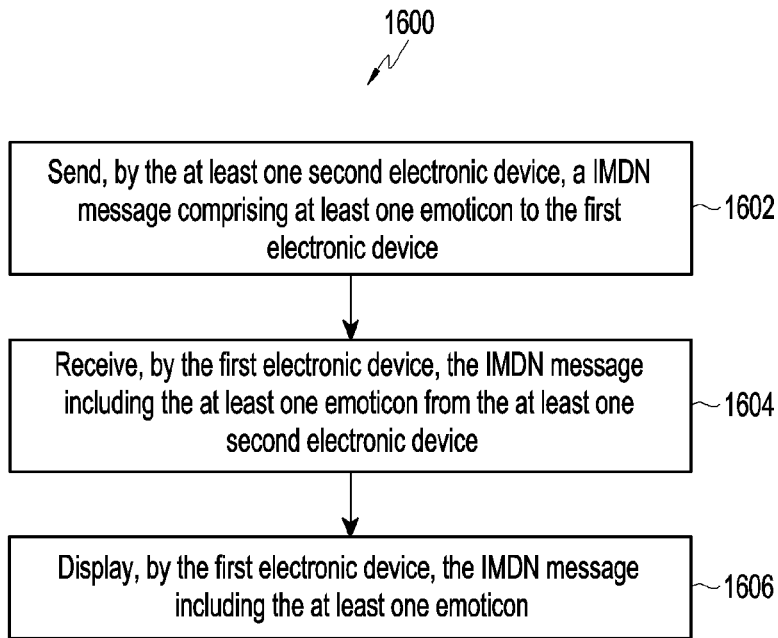 1600
Send, by the at least one second electronic device, a IMDN
message comprising at least one emoticon to the first
electronic device
1602
Receive, by the first electronic device, the IMDN message
including the at least one emoticon from the at least one
second electronic device
1604
Display, by the first electronic device, the IMDN message
including the at least one emoticon
1606